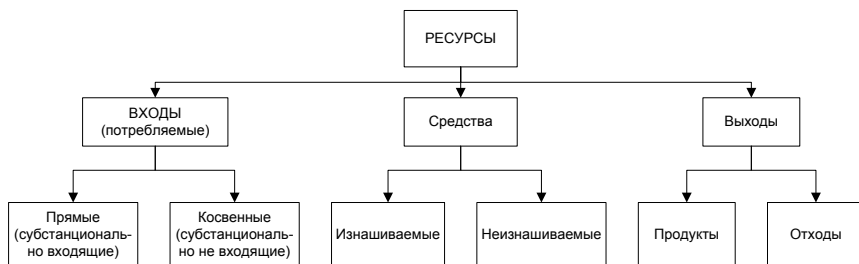 РЕСУРСЫ
ВХОДЫ
(потребляемые)
Средства
Выходы
Прямые
(субстанциональ-
но входящие)
Косвенные
(субстанциональ-
но не входящие)
Изнашиваемые
Неизнашиваемые
Продукты
Отходы